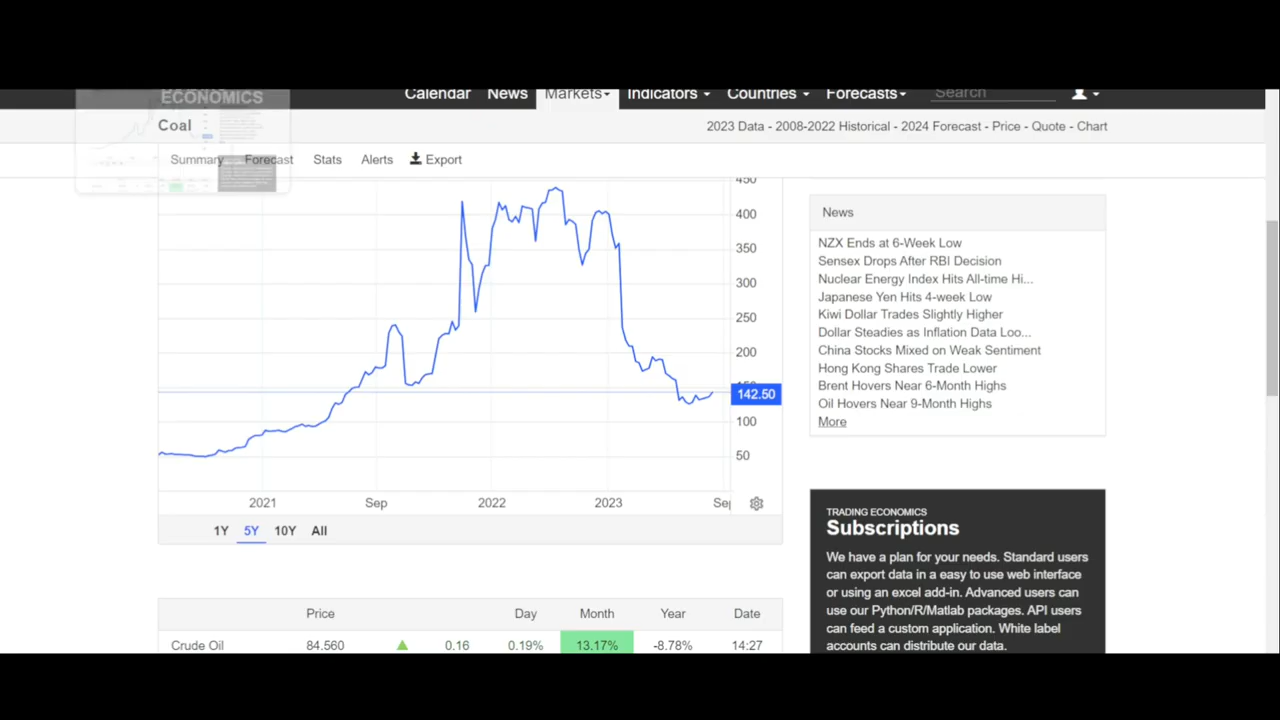 Calendar News Markets Indicators Countries Forecasts Search
ECONOMICS
Coal
2023 Data - 2008-2022 Historical - 2024 Forecast - Price - Quote - Chart
Summary Forecast Stats Alerts Export
450
400
350
300
250
200
150
142.50
100
50
2021 Sep 2022 2023 Sep
1Y 5Y 10Y All
News
NZX Ends at 6-Week Low
Sensex Drops After RBI Decision
Nuclear Energy Index Hits All-time Hi...
Japanese Yen Hits 4-week Low
Kiwi Dollar Trades Slightly Higher
Dollar Steadies as Inflation Data Loo...
China Stocks Mixed on Weak Sentiment
Hong Kong Shares Trade Lower
Brent Hovers Near 6-Month Highs
Oil Hovers Near 9-Month Highs
More
TRADING ECONOMICS
Subscriptions
We have a plan for your needs. Standard users
can export data in a easy to use web interface
or using an excel add-in. Advanced users can
use our Python/R/Matlab packages. API users
can feed a custom application. White label
accounts can distribute our data.
Price Day Month Year Date
Crude Oil 84.560 0.16 0.19% 13.17% -8.78% 14:27